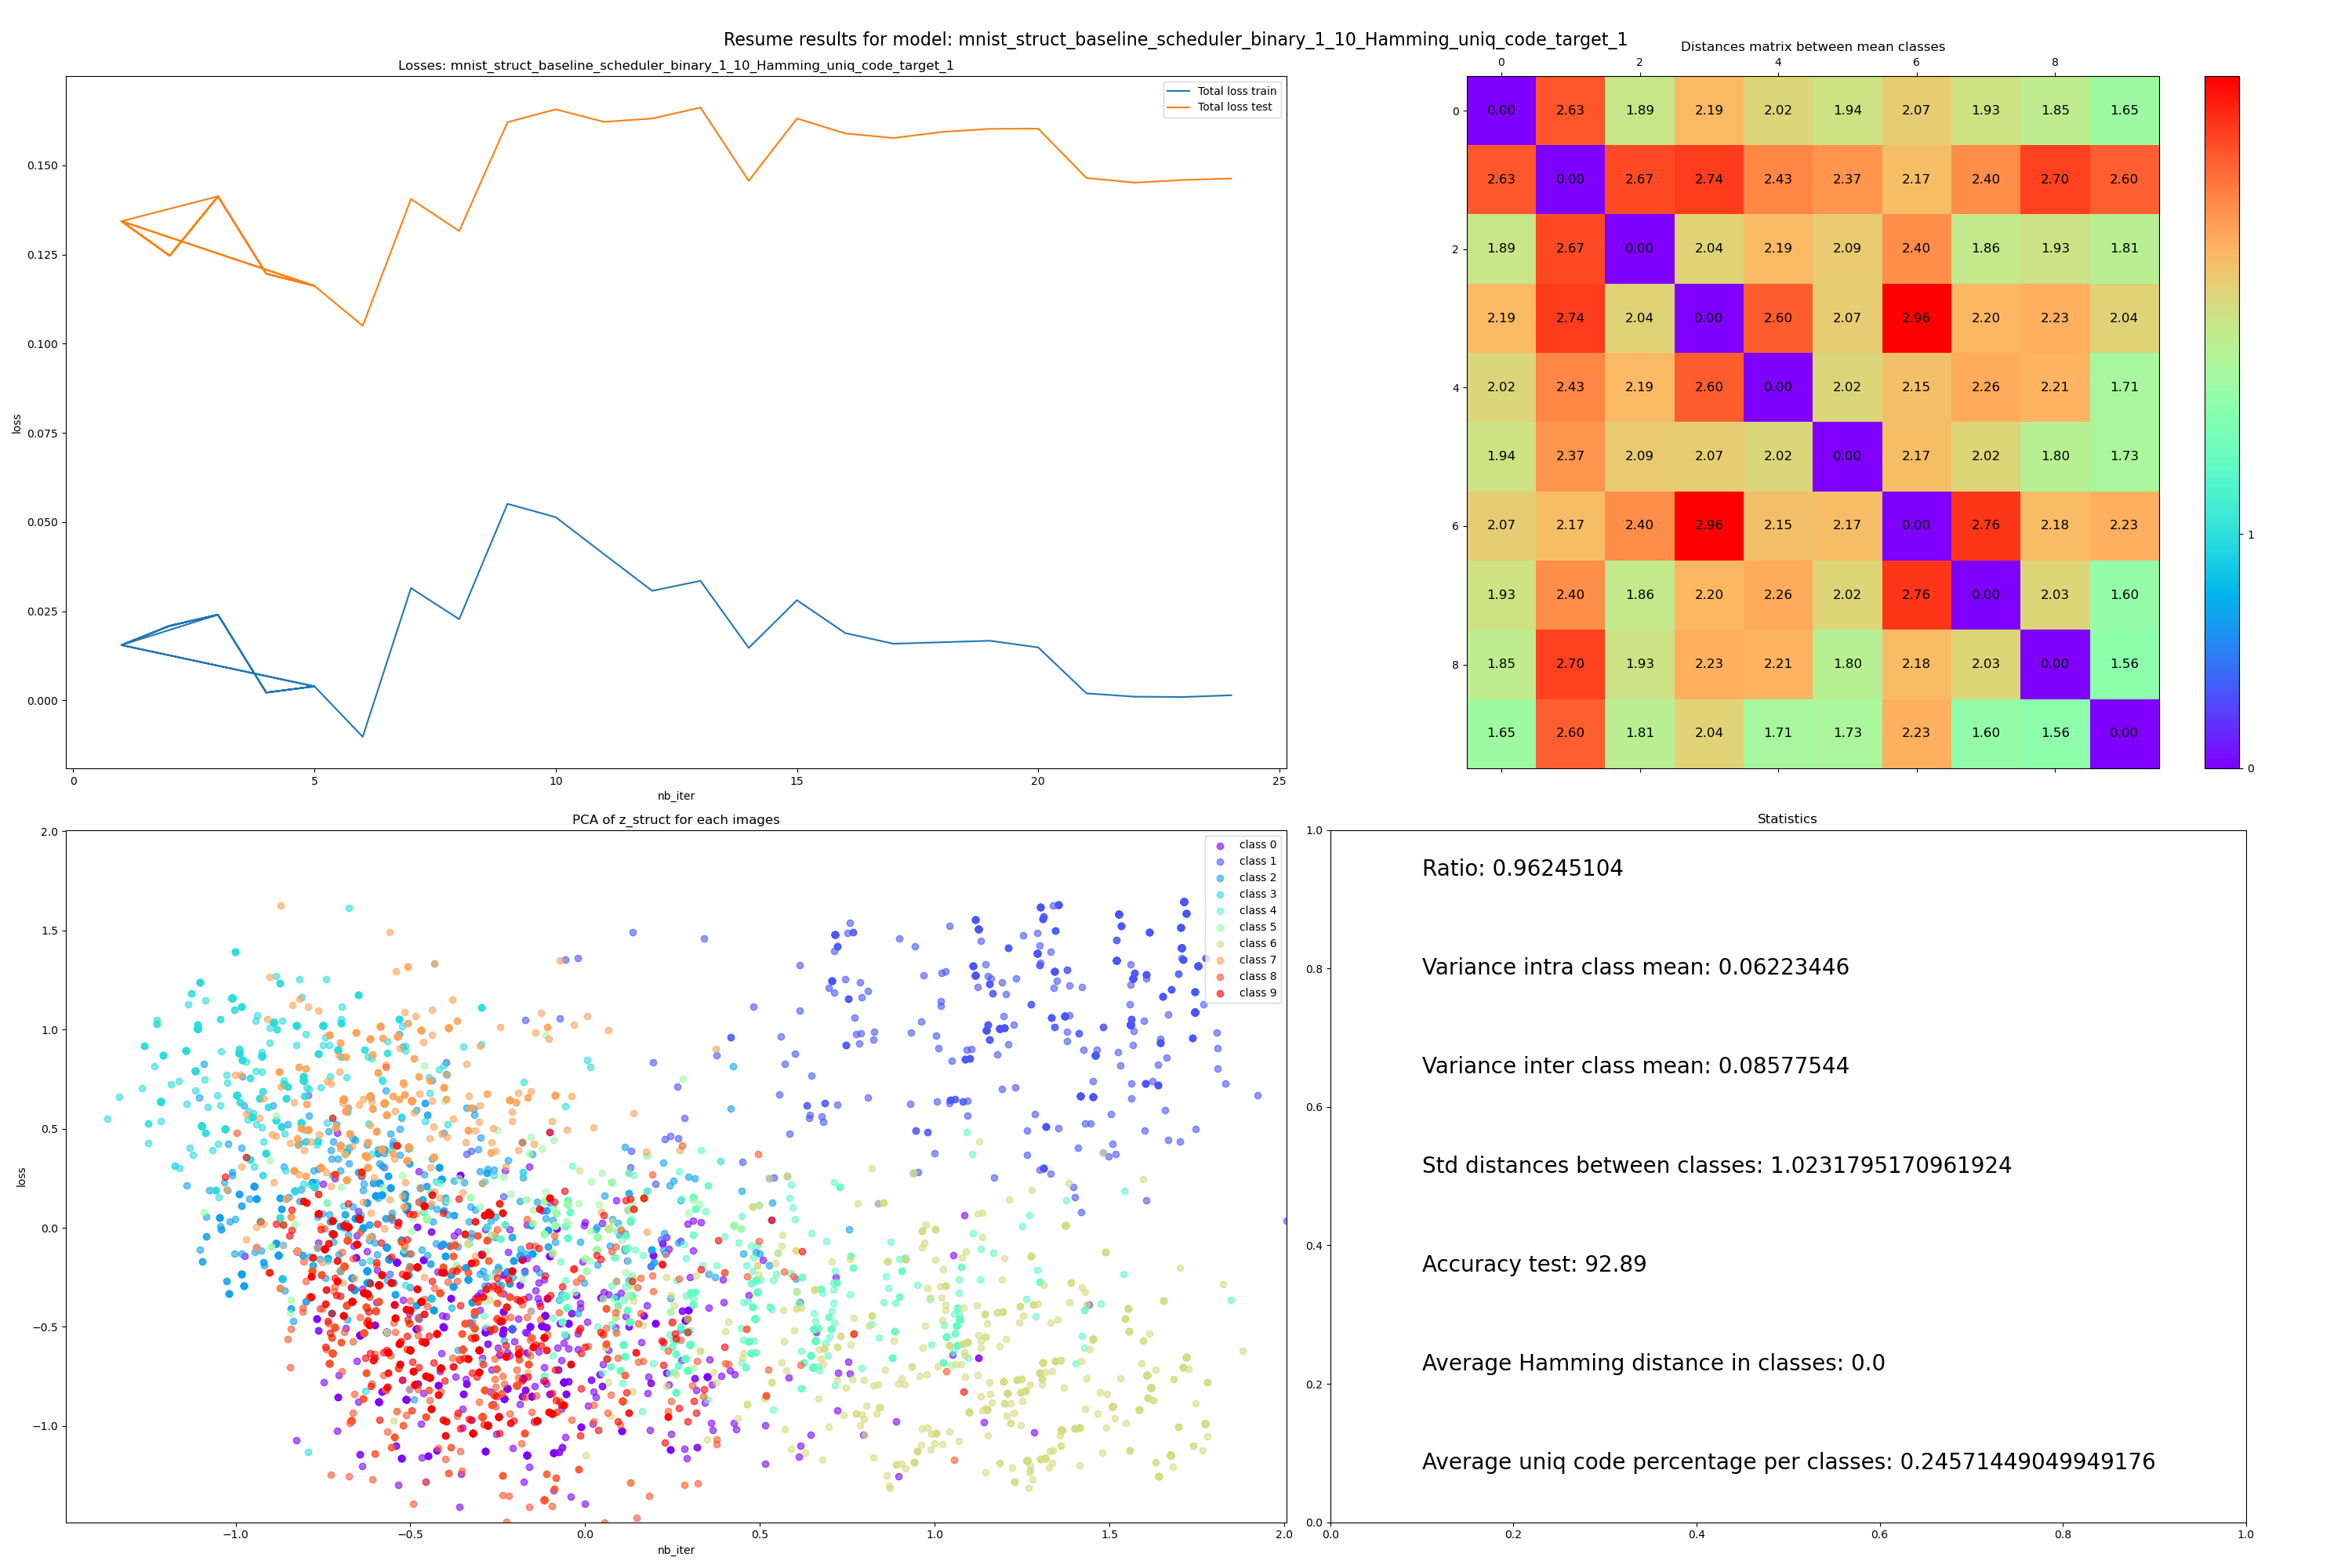 Resume results for model: mnist_struct_baseline_scheduler_binary_1_10_Hamming_uniq_code_target_1
Losses: mnist_struct_baseline_scheduler_binary_1_10_Hamming_uniq_code_target_1
Total loss train
Total loss test
loss
0.150
0.125
0.100
0.075
0.050
0.025
0.000
0 5 10 15 20 25
nb_iter
Distances matrix between mean classes
0 2 4 6 8
0 0.00 2.63 1.89 2.19 2.02 1.94 2.07 1.93 1.85 1.65
2.63 0.00 2.67 2.74 2.43 2.37 2.17 2.40 2.70 2.60
2 1.89 2.67 0.00 2.04 2.19 2.09 2.40 1.86 1.93 1.81
2.19 2.74 2.04 0.00 2.60 2.07 2.96 2.20 2.23 2.04
4 2.02 2.43 2.19 2.60 0.00 2.02 2.15 2.26 2.21 1.71
1.94 2.37 2.09 2.07 2.02 0.00 2.17 2.02 1.80 1.73
6 2.07 2.17 2.40 2.96 2.15 2.17 0.00 2.76 2.18 2.23
1.93 2.40 1.86 2.20 2.26 2.02 2.76 0.00 2.03 1.60
8 1.85 2.70 1.93 2.23 2.21 1.80 2.18 2.03 0.00 1.56
1.65 2.60 1.81 2.04 1.71 1.73 2.23 1.60 1.56 0.00
1
0
PCA of z_struct for each images
class 0
class 1
class 2
class 3
class 4
class 5
class 6
class 7
class 8
class 9
loss
2.0
1.5
1.0
0.5
0.0
−0.5
−1.0
−1.0 −0.5 0.0 0.5 1.0 1.5 2.0
nb_iter
Statistics
1.0
0.8
0.6
0.4
0.2
0.0
Ratio: 0.96245104
Variance intra class mean: 0.06223446
Variance inter class mean: 0.08577544
Std distances between classes: 1.0231795170961924
Accuracy test: 92.89
Average Hamming distance in classes: 0.0
Average uniq code percentage per classes: 0.24571449049949176
0.0 0.2 0.4 0.6 0.8 1.0